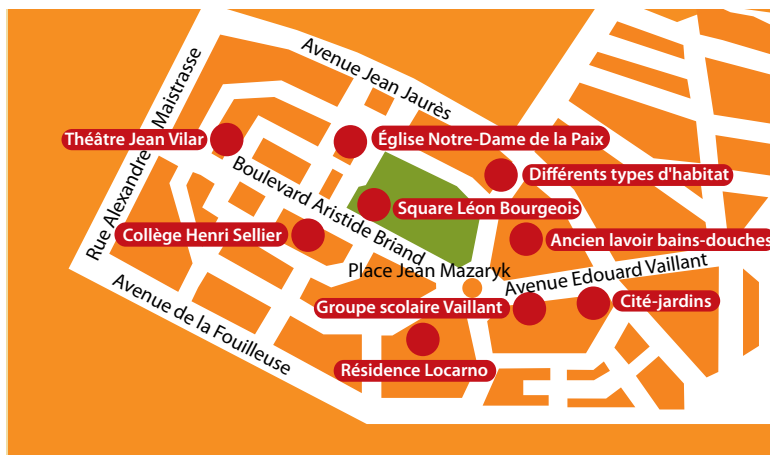 Avenue Jean Jaurès
Rue Alexandre Maistrasse
Théâtre Jean Vilar
Église Notre-Dame de la Paix
Différents types d'habitat
Boulevard Aristide Briand
Square Léon Bourgeois
Collège Henri Sellier
Ancien lavoir bains-douches
Place Jean Mazaryk
Avenue Edouard Vaillant
Groupe scolaire Vaillant
Cité-jardins
Avenue de la Fouilleuse
Résidence Locarno